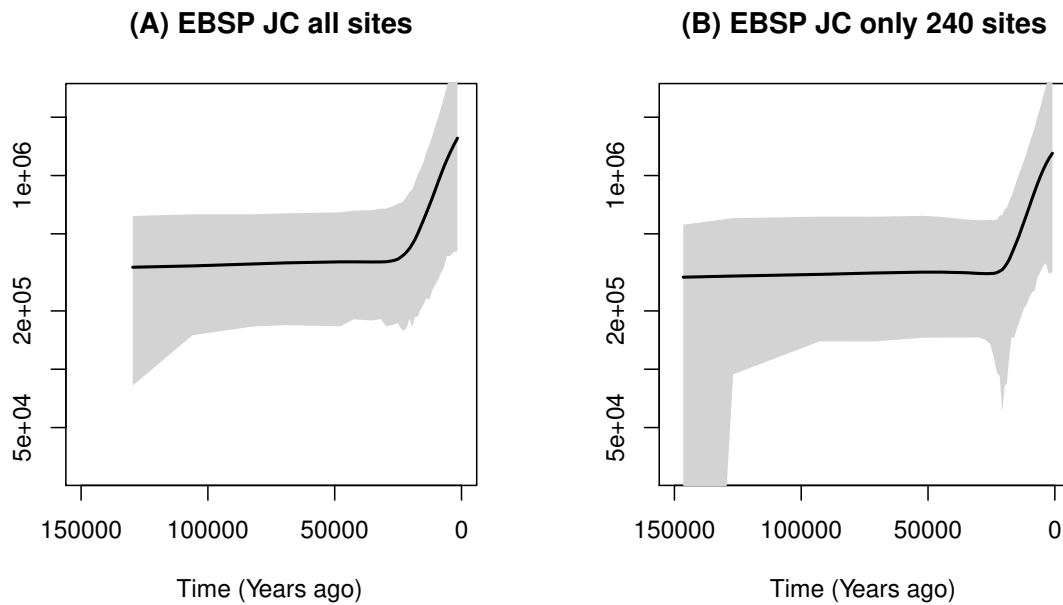 (A) EBSP JC all sites
1e+06
2e+05
5e+04
150000 100000 50000 0
Time (Years ago)
(B) EBSP JC only 240 sites
1e+06
2e+05
5e+04
150000 100000 50000 0
Time (Years ago)